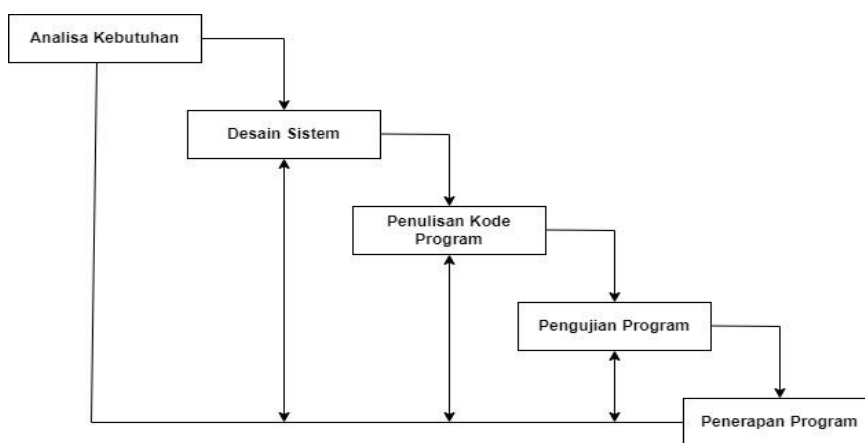 Analisa Kebutuhan
Desain Sistem
Penulisan Kode
Program
Pengujian Program
Penerapan Program